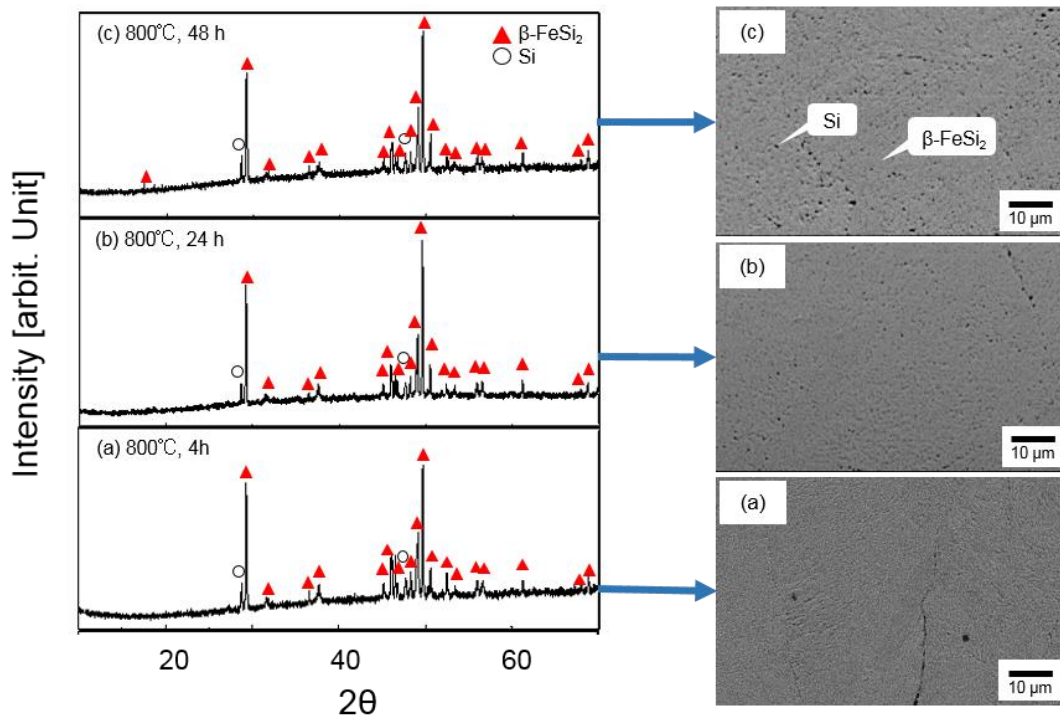 (c) 800℃, 48 h
β-FeSi₂
Si
(b) 800℃, 24 h
(a) 800℃, 4h
Intensity [arbit. Unit]
20
40
60
2θ
(c)
Si
β-FeSi₂
10 μm
(b)
10 μm
(a)
10 μm